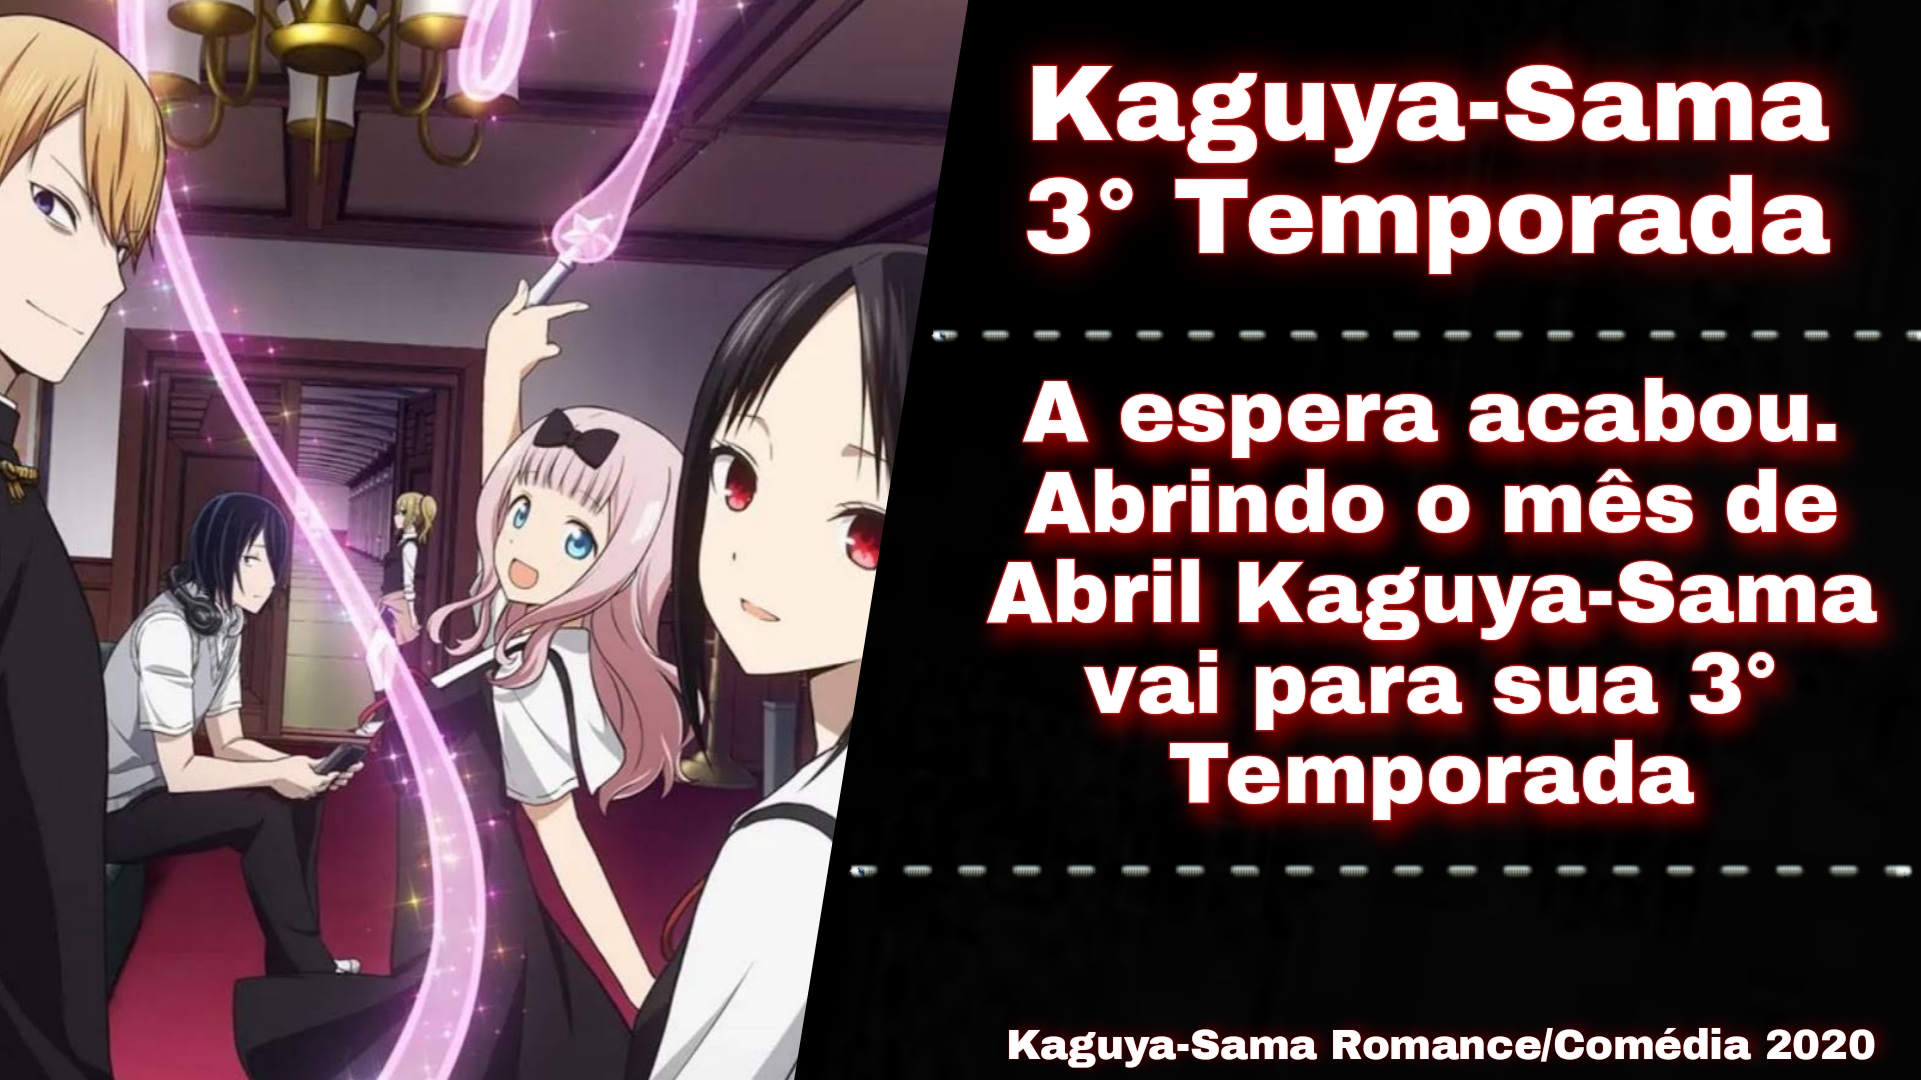 Kaguya-Sama
3° Temporada
A espera acabou.
Abrindo o mês de
Abril Kaguya-Sama
vai para sua 3°
Temporada
Kaguya-Sama Romance/Comédia 2020